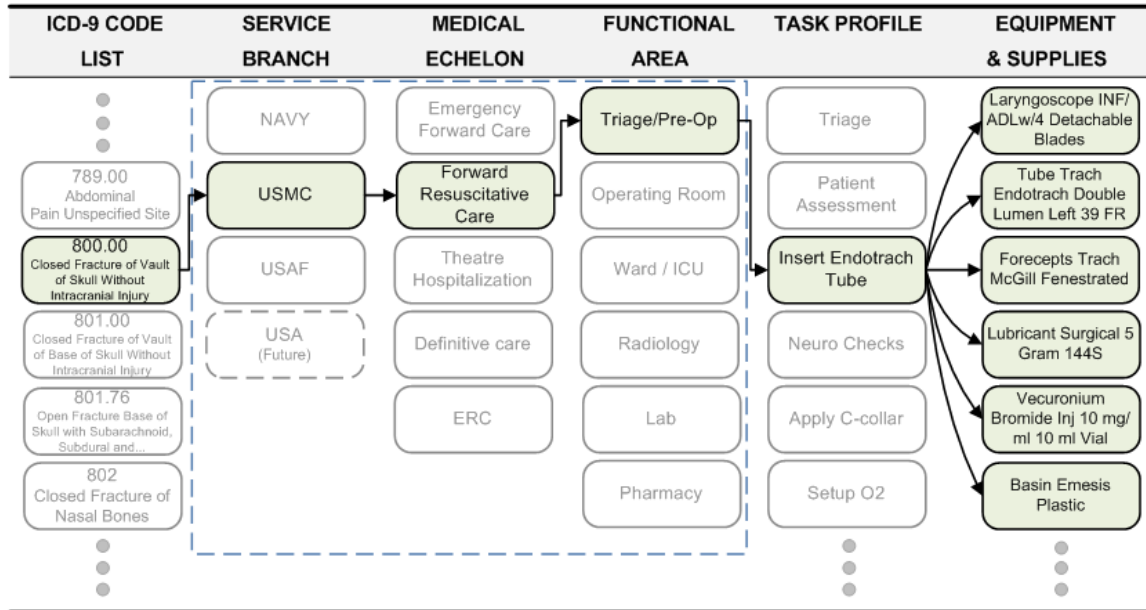 ICD-9 CODE
LIST
SERVICE
BRANCH
MEDICAL
ECHELON
FUNCTIONAL
AREA
TASK PROFILE
EQUIPMENT
& SUPPLIES
789.00
Abdominal
Pain Unspecified Site
800.00
Closed Fracture of Vault
of Skull Without
Intracranial Injury
801.00
Closed Fracture of Vault
of Base of Skull Without
Intracranial Injury
801.76
Open Fracture Base of
Skull with Subarachnoid,
Subdural and...
802
Closed Fracture of
Nasal Bones
NAVY
USMC
USAF
USA
(Future)
Emergency
Forward Care
Forward
Resuscitative
Care
Theatre
Hospitalization
Definitive care
ERC
Triage/Pre-Op
Operating Room
Ward / ICU
Radiology
Lab
Pharmacy
Triage
Patient
Assessment
Insert Endotrach
Tube
Neuro Checks
Apply C-collar
Setup O2
Laryngoscope INF/
ADLw/4 Detachable
Blades
Tube Trach
Endotrach Double
Lumen Left 39 FR
Forecepts Trach
McGill Fenestrated
Lubricant Surgical 5
Gram 144S
Vecuronium
Bromide Inj 10 mg/
ml 10 ml Vial
Basin Emesis
Plastic